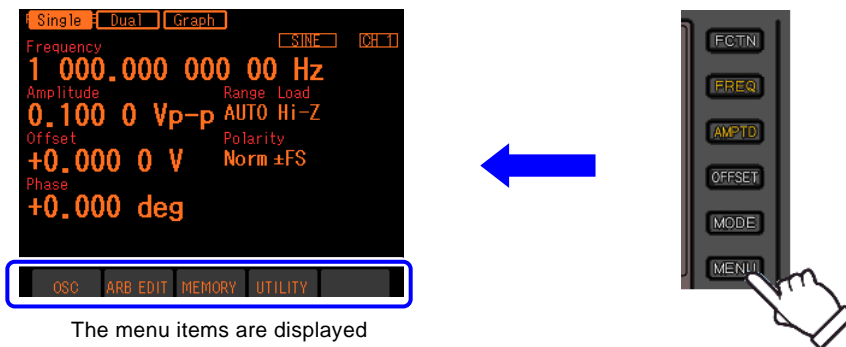 Single Dual Graph
Frequency SINE CH 1
1 000.000 000 00 Hz
Amplitude Range Load
0.100 0 Vp-p AUTO Hi-Z
Offset Polarity
+0.000 0 V Norm ±FS
Phase
+0.000 deg
OSC ARB EDIT MEMORY UTILITY
The menu items are displayed
FCTN
FREQ
AMPTD
OFFSET
MODE
MENU